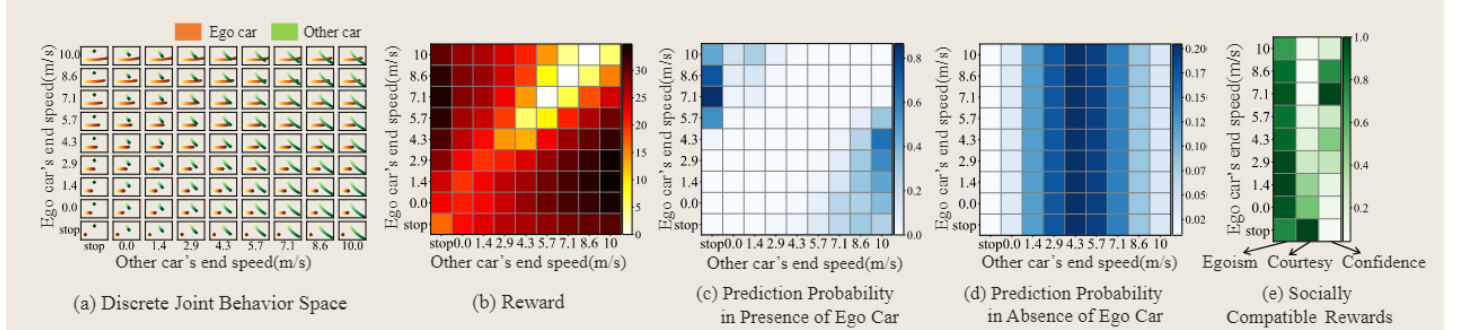 Ego car Other car
Ego car's end speed(m/s)
10.0
8.6
7.1
5.7
4.3
2.9
1.4
0.0
stop
stop 0.0 1.4 2.9 4.3 5.7 7.1 8.6 10.0
Other car's end speed(m/s)
(a) Discrete Joint Behavior Space
Ego car's end speed(m/s)
10
8.6
7.1
5.7
4.3
2.9
1.4
0.0
stop
stop 0.0 1.4 2.9 4.3 5.7 7.1 8.6 10
Other car's end speed(m/s)
30
25
20
15
10
5
0
(b) Reward
Ego car's end speed(m/s)
10
8.6
7.1
5.7
4.3
2.9
1.4
0.0
stop
stop 0.0 1.4 2.9 4.3 5.7 7.1 8.6 10
Other car's end speed(m/s)
0.8
0.6
0.4
0.2
0.0
(c) Prediction Probability
in Presence of Ego Car
Ego car's end speed(m/s)
10
8.6
7.1
5.7
4.3
2.9
1.4
0.0
stop
stop 0.0 1.4 2.9 4.3 5.7 7.1 8.6 10
Other car's end speed(m/s)
0.20
0.17
0.15
0.12
0.10
0.07
0.05
0.02
(d) Prediction Probability
in Absence of Ego Car
Ego car's end speed(m/s)
10
8.6
7.1
5.7
4.3
2.9
1.4
0.0
stop
1.0
0.8
0.6
0.4
0.2
Egoism Courtesy Confidence
(e) Socially
Compatible Rewards